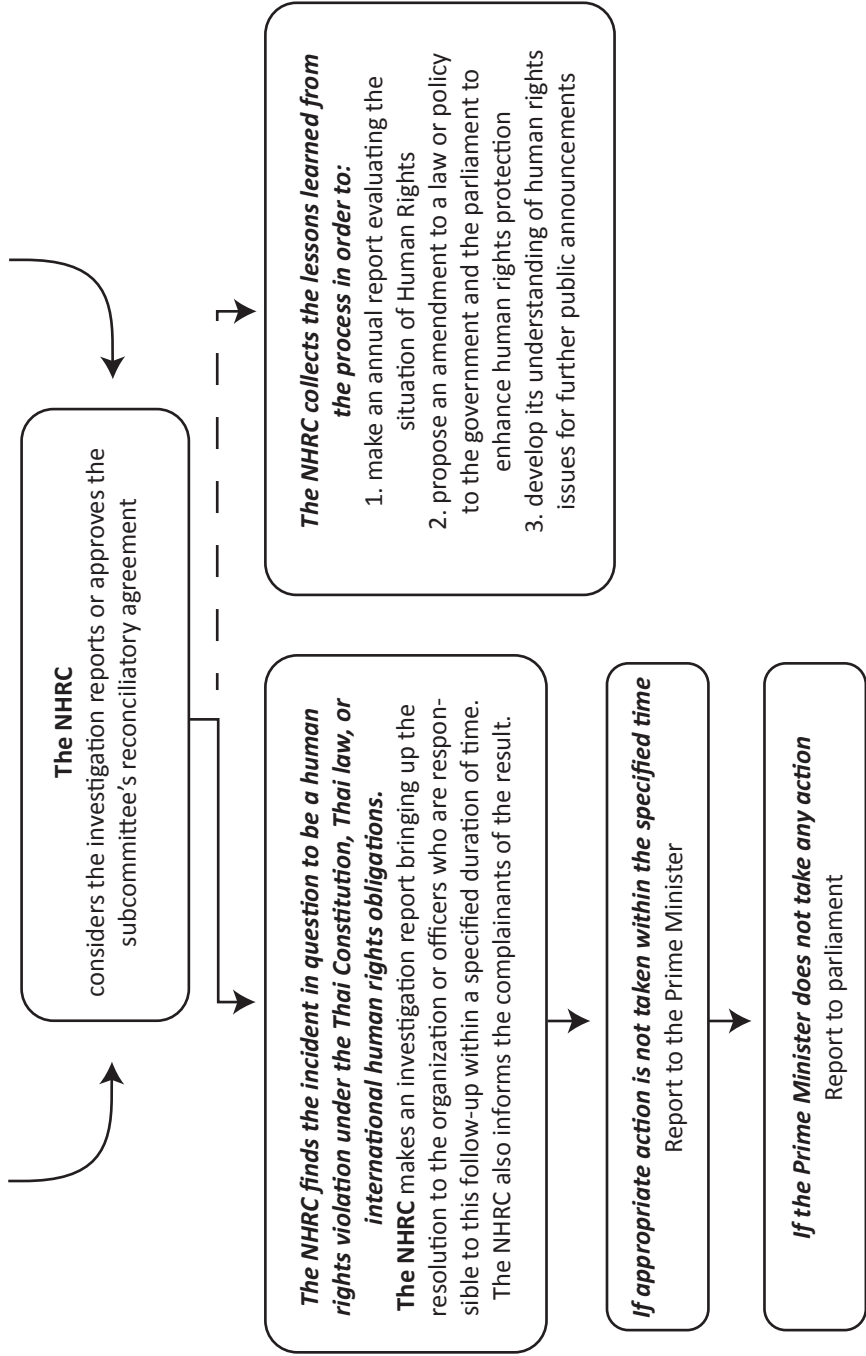 The NHRC
considers the investigation reports or approves the
subcommittee's reconciliatory agreement
The NHRC finds the incident in question to be a human
rights violation under the Thai Constitution, Thai law, or
international human rights obligations.
The NHRC makes an investigation report bringing up the
resolution to the organization or officers who are respon-
sible to this follow-up within a specified duration of time.
The NHRC also informs the complainants of the result.
The NHRC collects the lessons learned from
the process in order to:
1. make an annual report evaluating the
situation of Human Rights
2. propose an amendment to a law or policy
to the government and the parliament to
enhance human rights protection
3. develop its understanding of human rights
issues for further public announcements
If appropriate action is not taken within the specified time
Report to the Prime Minister
If the Prime Minister does not take any action
Report to parliament